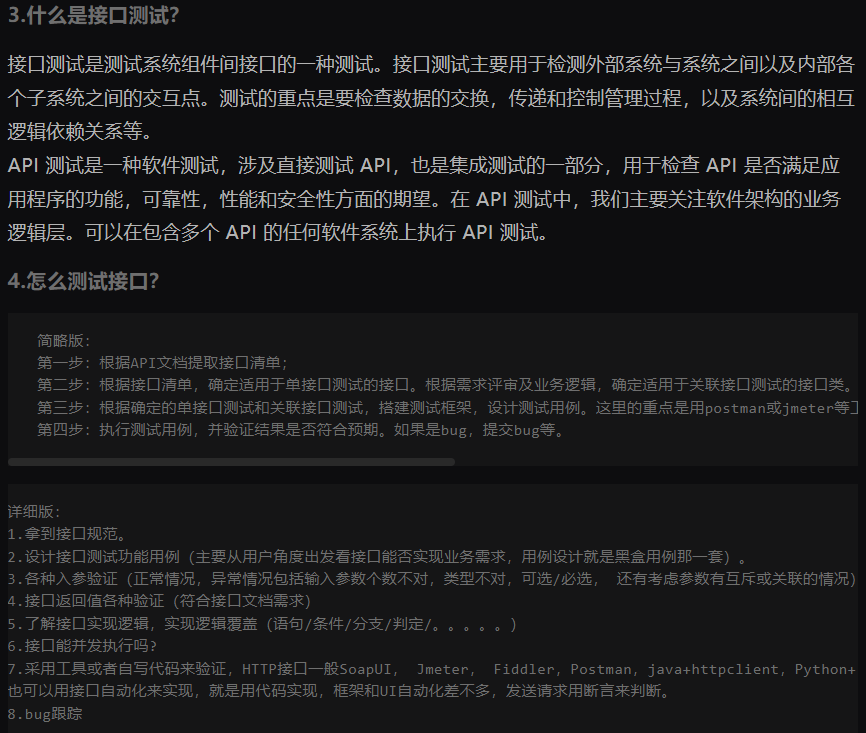 3.什么是接口测试?
接口测试是测试系统组件间接口的一种测试。接口测试主要用于检测外部系统与系统之间以及内部各
个子系统之间的交互点。测试的重点是要检查数据的交换，传递和控制管理过程，以及系统间的相互
逻辑依赖关系等。
API 测试是一种软件测试，涉及直接测试 API，也是集成测试的一部分，用于检查 API 是否满足应
用程序的功能，可靠性，性能和安全性方面的期望。在 API 测试中，我们主要关注软件架构的业务
逻辑层。可以在包含多个 API 的任何软件系统上执行 API 测试。
4.怎么测试接口?
简略版：
第一步：根据API文档提取接口清单；
第二步：根据接口清单，确定适用于单接口测试的接口。根据需求评审及业务逻辑，确定适用于关联接口测试的接口类。
第三步：根据确定的单接口测试和关联接口测试，搭建测试框架，设计测试用例。这里的重点是用postman或jmeter等
第四步：执行测试用例，并验证结果是否符合预期。如果是bug，提交bug等。
详细版：
1.拿到接口规范。
2.设计接口测试功能用例（主要从用户角度出发看接口能否实现业务需求，用例设计就是黑盒用例那一套）。
3.各种入参验证（正常情况，异常情况包括输入参数个数不对，类型不对，可选/必选， 还有考虑参数有互斥或关联的情况）
4.接口返回值各种验证（符合接口文档需求）
5.了解接口实现逻辑，实现逻辑覆盖（语句/条件/分支/判定/。。。。。）
6.接口能并发执行吗?
7.采用工具或者自写代码来验证，HTTP接口一般SoapUI， Jmeter， Fiddler，Postman，java+httpclient，Python+
也可以用接口自动化来实现，就是用代码实现，框架和UI自动化差不多，发送请求用断言来判断。
8.bug跟踪